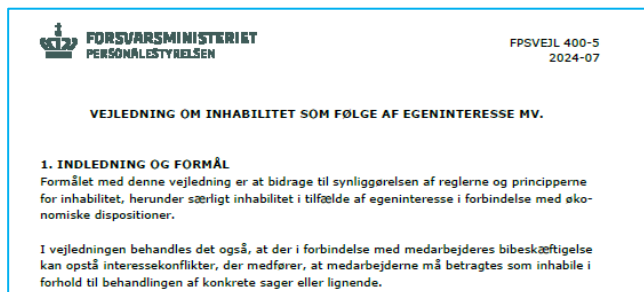 FORSVARSMINISTERIET
PERSONALESTYRELSEN
FPSVEJL 400-5
2024-07
VEJLEDNING OM INHABILITET SOM FØLGE AF EGENINTERESSE MV.
1. INDLEDNING OG FORMÅL
Formålet med denne vejledning er at bidrage til synliggørelsen af reglerne og principperne
for inhabilitet, herunder særligt inhabilitet i tilfælde af egeninteresse i forbindelse med øko-
nomiske dispositioner.
I vejledningen behandles det også, at der i forbindelse med medarbejderes bibeskæftigelse
kan opstå interessekonflikter, der medfører, at medarbejderne må betragtes som inhabile i
forhold til behandlingen af konkrete sager eller lignende.